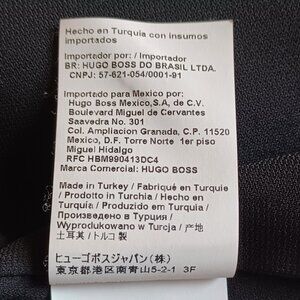 Hecho en Turquía con insumos
importados
Importador por: / Importador
BR: HUGO BOSS DO BRASIL LTDA.
CNPJ: 57-621-054/0001-91
Importado para Mexico por:
Hugo Boss Mexico,S.A, de C.V.
Boulevard Miguel de Cervantes
Saavedra No. 301
Col. Ampliacion Granada, C.P. 11520
Mexico, D.F. Torre Norte 1er piso
Miguel Hidalgo
RFC HBM990413DC4
Marca Comercial: HUGO BOSS
Made in Turkey / Fabriqué en Turquie
/ Prodotto in Turchia / Hecho en
Turquía / Produzido em Turquia /
Произведено в Турция /
Wyprodukowano w Turcja / 产地
土耳其 / トルコ 製
ヒューゴボスジャパン(株)
東京都港区南青山5-2-1 3F